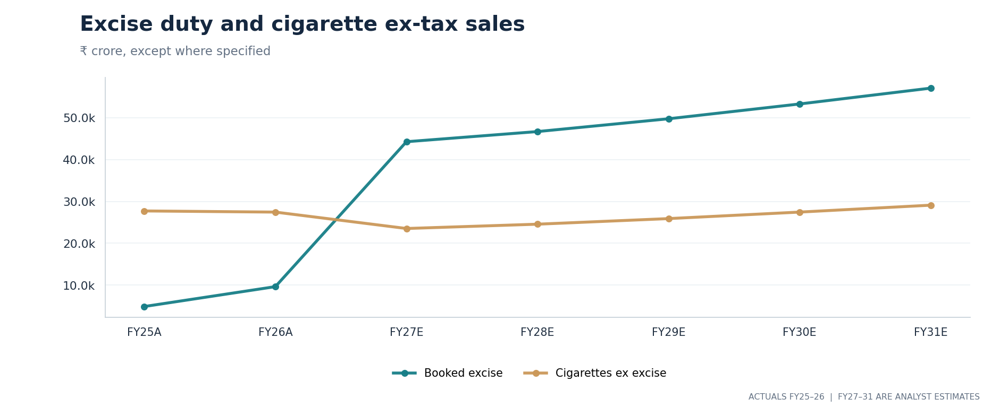 Excise duty and cigarette ex-tax sales
₹ crore, except where specified
50.0k
40.0k
30.0k
20.0k
10.0k
FY25A FY26A FY27E FY28E FY29E FY30E FY31E
Booked excise Cigarettes ex excise
ACTUALS FY25–26 | FY27–31 ARE ANALYST ESTIMATES